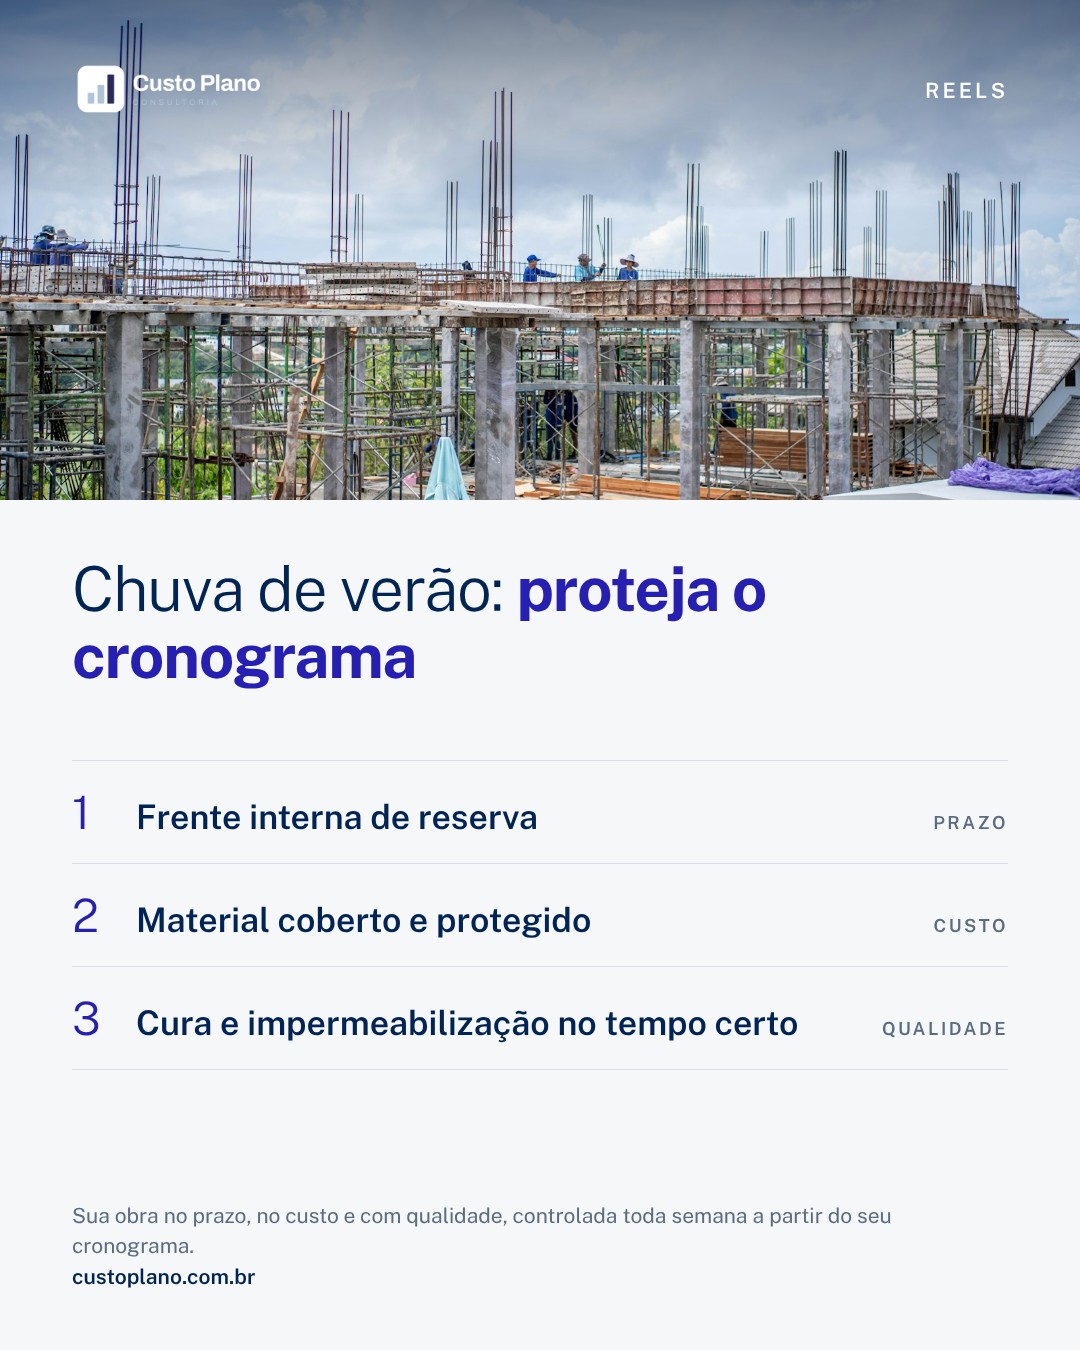 Custo Plano
CONSULTORIA
REELS
Chuva de verão: proteja o
cronograma
1 Frente interna de reserva PRAZO
2 Material coberto e protegido CUSTO
3 Cura e impermeabilização no tempo certo QUALIDADE
Sua obra no prazo, no custo e com qualidade, controlada toda semana a partir do seu
cronograma.
custoplano.com.br